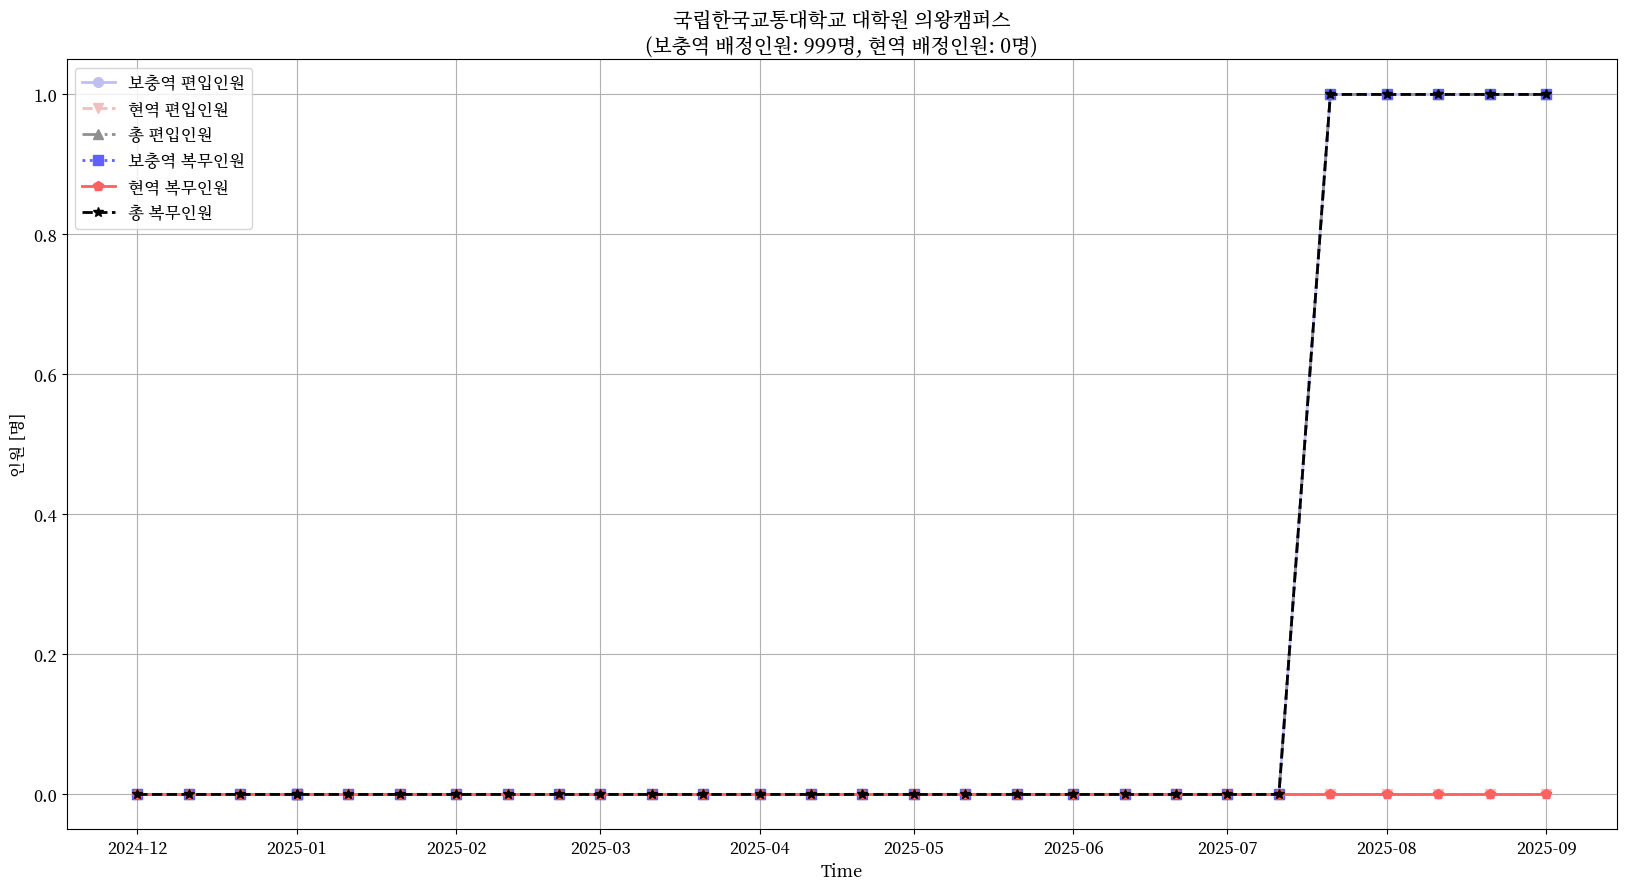 국립한국교통대학교 대학원 의왕캠퍼스
(보충역 배정인원: 999명, 현역 배정인원: 0명)
보충역 편입인원
현역 편입인원
총 편입인원
보충역 복무인원
현역 복무인원
총 복무인원
1.0
0.8
0.6
0.4
0.2
0.0
인원 [명]
2024-12 2025-01 2025-02 2025-03 2025-04 2025-05 2025-06 2025-07 2025-08 2025-09
Time